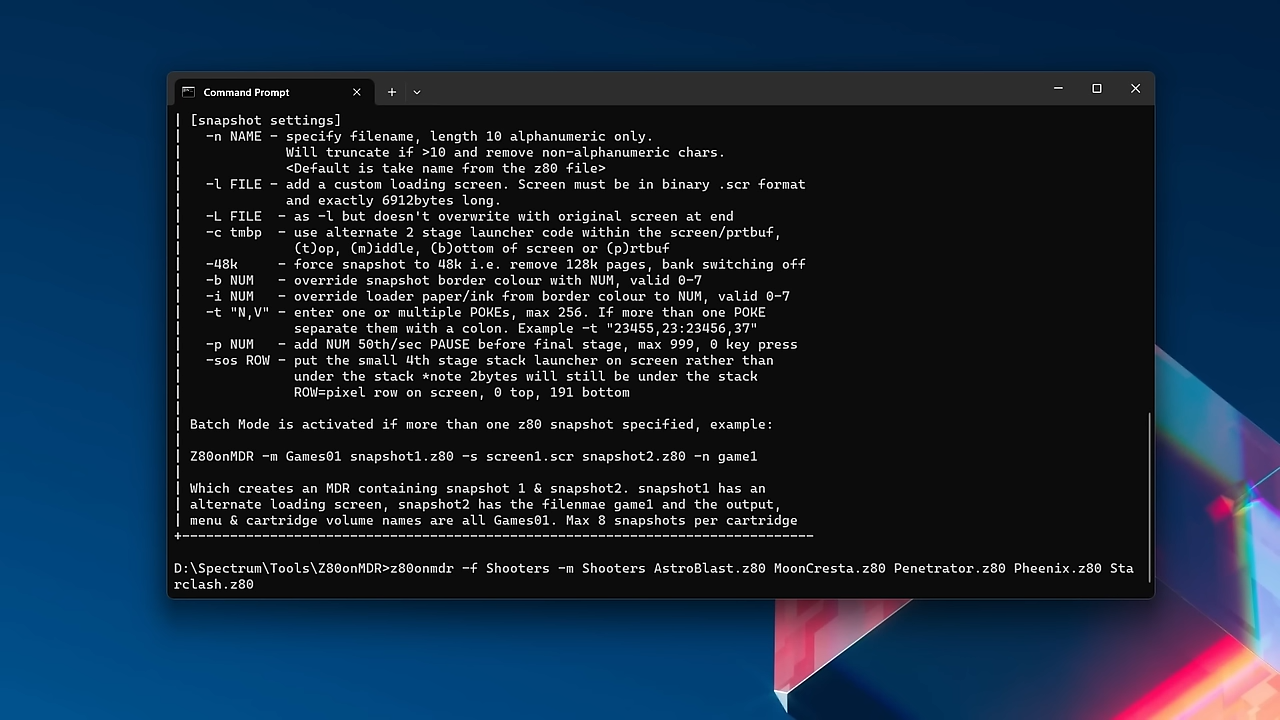 Command Prompt
| [snapshot settings]
| -n NAME - specify filename, length 10 alphanumeric only.
| Will truncate if >10 and remove non-alphanumeric chars.
| <Default is take name from the z80 file>
| -l FILE - add a custom loading screen. Screen must be in binary .scr format
| and exactly 6912bytes long.
| -L FILE - as -l but doesn't overwrite with original screen at end
| -c tmbp - use alternate 2 stage launcher code within the screen/prtbuf,
| (t)op, (m)iddle, (b)ottom of screen or (p)rtbuf
| -48k - force snapshot to 48k i.e. remove 128k pages, bank switching off
| -b NUM - override snapshot border colour with NUM, valid 0-7
| -i NUM - override loader paper/ink from border colour to NUM, valid 0-7
| -t "N,V" - enter one or multiple POKEs, max 256. If more than one POKE
| separate them with a colon. Example -t "23455,23:23456,37"
| -p NUM - add NUM 50th/sec PAUSE before final stage, max 999, 0 key press
| -sos ROW - put the small 4th stage stack launcher on screen rather than
| under the stack *note 2bytes will still be under the stack
| ROW=pixel row on screen, 0 top, 191 bottom
|
| Batch Mode is activated if more than one z80 snapshot specified, example:
|
| Z80onMDR -m Games01 snapshot1.z80 -s screen1.scr snapshot2.z80 -n game1
|
| Which creates an MDR containing snapshot 1 & snapshot2. snapshot1 has an
| alternate loading screen, snapshot2 has the filenmae game1 and the output,
| menu & cartridge volume names are all Games01. Max 8 snapshots per cartridge
+-------------------------------------------------------------------------------
D:\Spectrum\Tools\Z80onMDR>z80onmdr -f Shooters -m Shooters AstroBlast.z80 MoonCresta.z80 Penetrator.z80 Pheenix.z80 Sta
rclash.z80